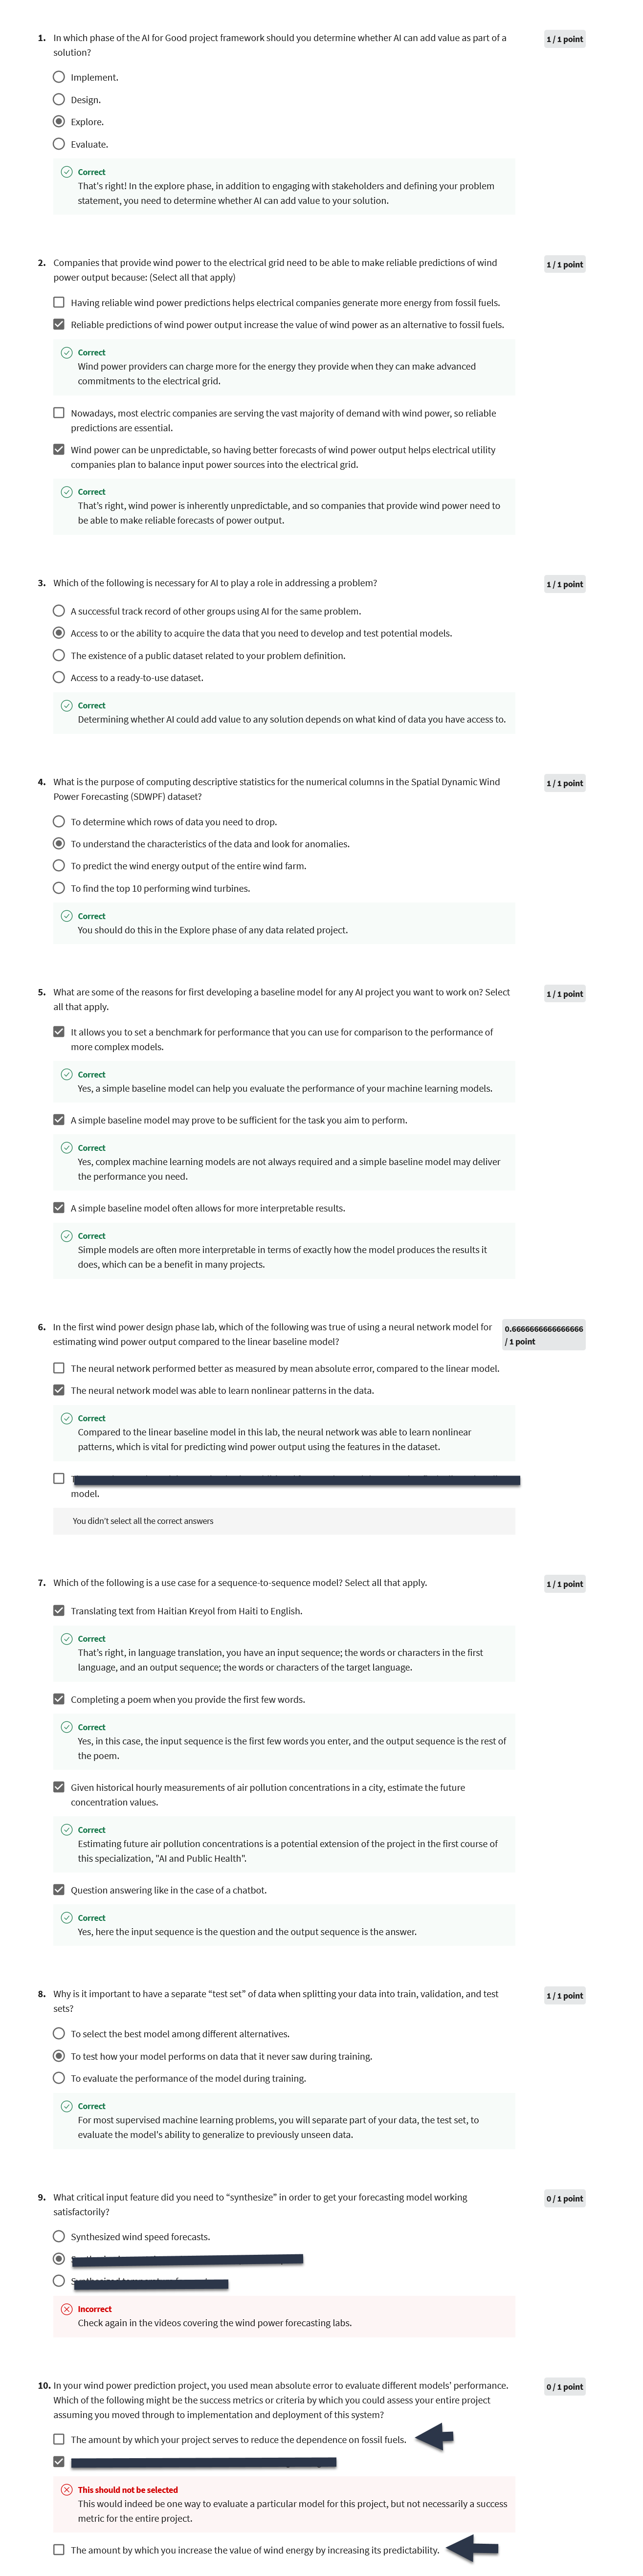 1. In which phase of the AI for Good project framework should you determine whether AI can add value as part of a
solution?
1 / 1 point
Implement.
Design.
Explore.
Evaluate.
Correct
That's right! In the explore phase, in addition to engaging with stakeholders and defining your problem
statement, you need to determine whether AI can add value to your solution.
2. Companies that provide wind power to the electrical grid need to be able to make reliable predictions of wind
power output because: (Select all that apply)
1 / 1 point
Having reliable wind power predictions helps electrical companies generate more energy from fossil fuels.
Reliable predictions of wind power output increase the value of wind power as an alternative to fossil fuels.
Correct
Wind power providers can charge more for the energy they provide when they can make advanced
commitments to the electrical grid.
Nowadays, most electric companies are serving the vast majority of demand with wind power, so reliable
predictions are essential.
Wind power can be unpredictable, so having better forecasts of wind power output helps electrical utility
companies plan to balance input power sources into the electrical grid.
Correct
That's right, wind power is inherently unpredictable, and so companies that provide wind power need to
be able to make reliable forecasts of power output.
3. Which of the following is necessary for AI to play a role in addressing a problem?
1 / 1 point
A successful track record of other groups using AI for the same problem.
Access to or the ability to acquire the data that you need to develop and test potential models.
The existence of a public dataset related to your problem definition.
Access to a ready-to-use dataset.
Correct
Determining whether AI could add value to any solution depends on what kind of data you have access to.
4. What is the purpose of computing descriptive statistics for the numerical columns in the Spatial Dynamic Wind
Power Forecasting (SDWPF) dataset?
1 / 1 point
To determine which rows of data you need to drop.
To understand the characteristics of the data and look for anomalies.
To predict the wind energy output of the entire wind farm.
To find the top 10 performing wind turbines.
Correct
You should do this in the Explore phase of any data related project.
5. What are some of the reasons for first developing a baseline model for any AI project you want to work on? Select
all that apply.
1 / 1 point
It allows you to set a benchmark for performance that you can use for comparison to the performance of
more complex models.
Correct
Yes, a simple baseline model can help you evaluate the performance of your machine learning models.
A simple baseline model may prove to be sufficient for the task you aim to perform.
Correct
Yes, complex machine learning models are not always required and a simple baseline model may deliver
the performance you need.
A simple baseline model often allows for more interpretable results.
Correct
Simple models are often more interpretable in terms of exactly how the model produces the results it
does, which can be a benefit in many projects.
6. In the first wind power design phase lab, which of the following was true of using a neural network model for
estimating wind power output compared to the linear baseline model?
0.6666666666666666
/ 1 point
The neural network performed better as measured by mean absolute error, compared to the linear model.
The neural network model was able to learn nonlinear patterns in the data.
Correct
Compared to the linear baseline model in this lab, the neural network was able to learn nonlinear
patterns, which is vital for predicting wind power output using the features in the dataset.
model.
You didn't select all the correct answers
7. Which of the following is a use case for a sequence-to-sequence model? Select all that apply.
1 / 1 point
Translating text from Haitian Kreyol from Haiti to English.
Correct
That's right, in language translation, you have an input sequence; the words or characters in the first
language, and an output sequence; the words or characters of the target language.
Completing a poem when you provide the first few words.
Correct
Yes, in this case, the input sequence is the first few words you enter, and the output sequence is the rest of
the poem.
Given historical hourly measurements of air pollution concentrations in a city, estimate the future
concentration values.
Correct
Estimating future air pollution concentrations is a potential extension of the project in the first course of
this specialization, "AI and Public Health".
Question answering like in the case of a chatbot.
Correct
Yes, here the input sequence is the question and the output sequence is the answer.
8. Why is it important to have a separate “test set” of data when splitting your data into train, validation, and test
sets?
1 / 1 point
To select the best model among different alternatives.
To test how your model performs on data that it never saw during training.
To evaluate the performance of the model during training.
Correct
For most supervised machine learning problems, you will separate part of your data, the test set, to
evaluate the model's ability to generalize to previously unseen data.
9. What critical input feature did you need to “synthesize” in order to get your forecasting model working
satisfactorily?
0 / 1 point
Synthesized wind speed forecasts.
Incorrect
Check again in the videos covering the wind power forecasting labs.
10. In your wind power prediction project, you used mean absolute error to evaluate different models' performance.
Which of the following might be the success metrics or criteria by which you could assess your entire project
assuming you moved through to implementation and deployment of this system?
0 / 1 point
The amount by which your project serves to reduce the dependence on fossil fuels.
This should not be selected
This would indeed be one way to evaluate a particular model for this project, but not necessarily a success
metric for the entire project.
The amount by which you increase the value of wind energy by increasing its predictability.